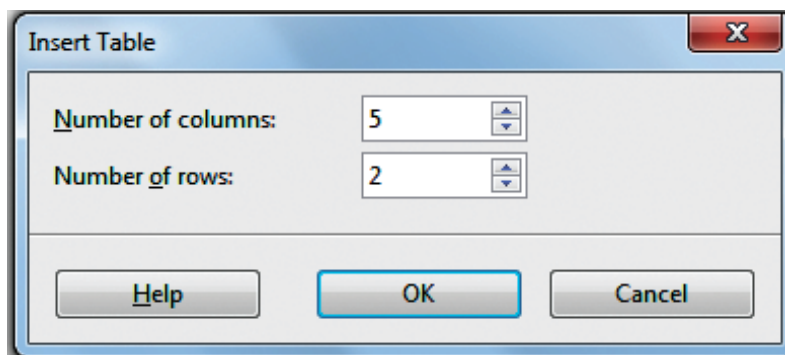 Insert Table
Number of columns: 5
Number of rows: 2
Help OK Cancel